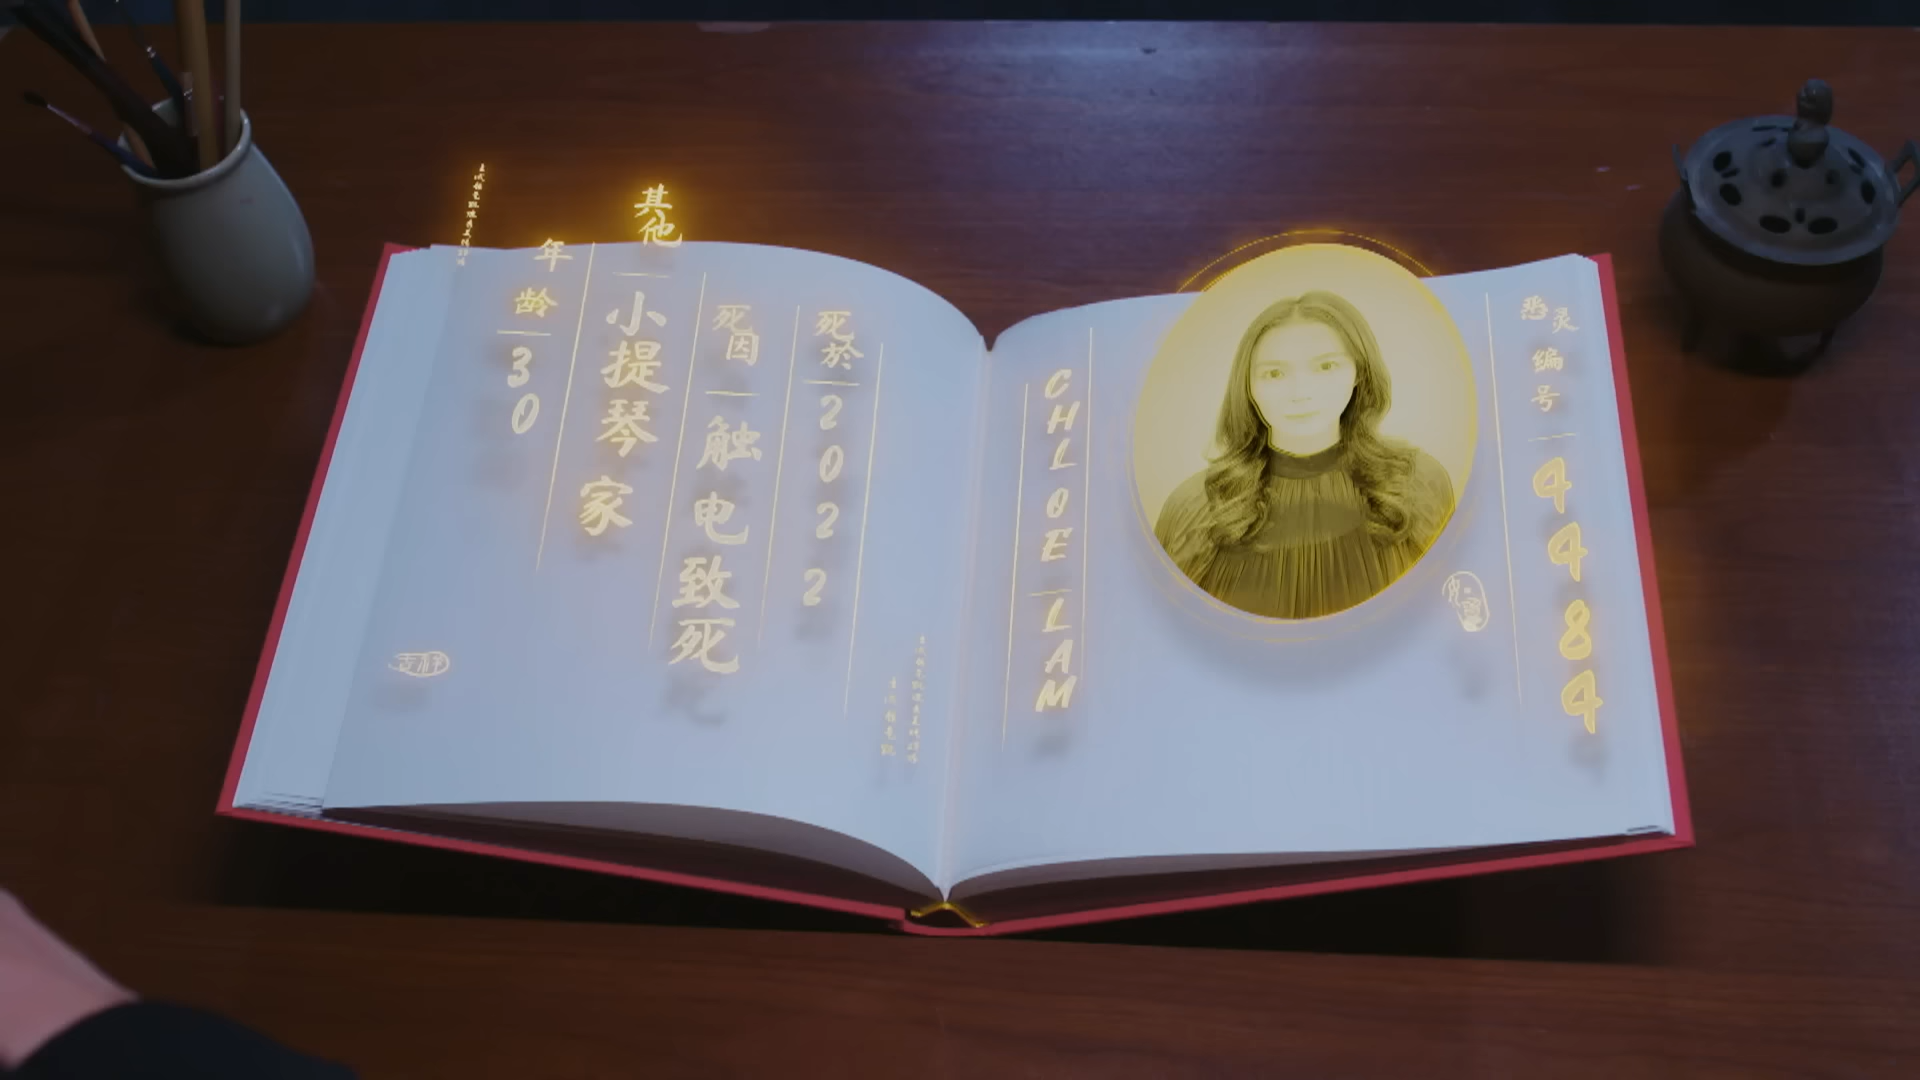 悉灵编号 4484
CHLOE LAM
死於 2022
死因 触电致死
其他 小提琴家
年龄 30